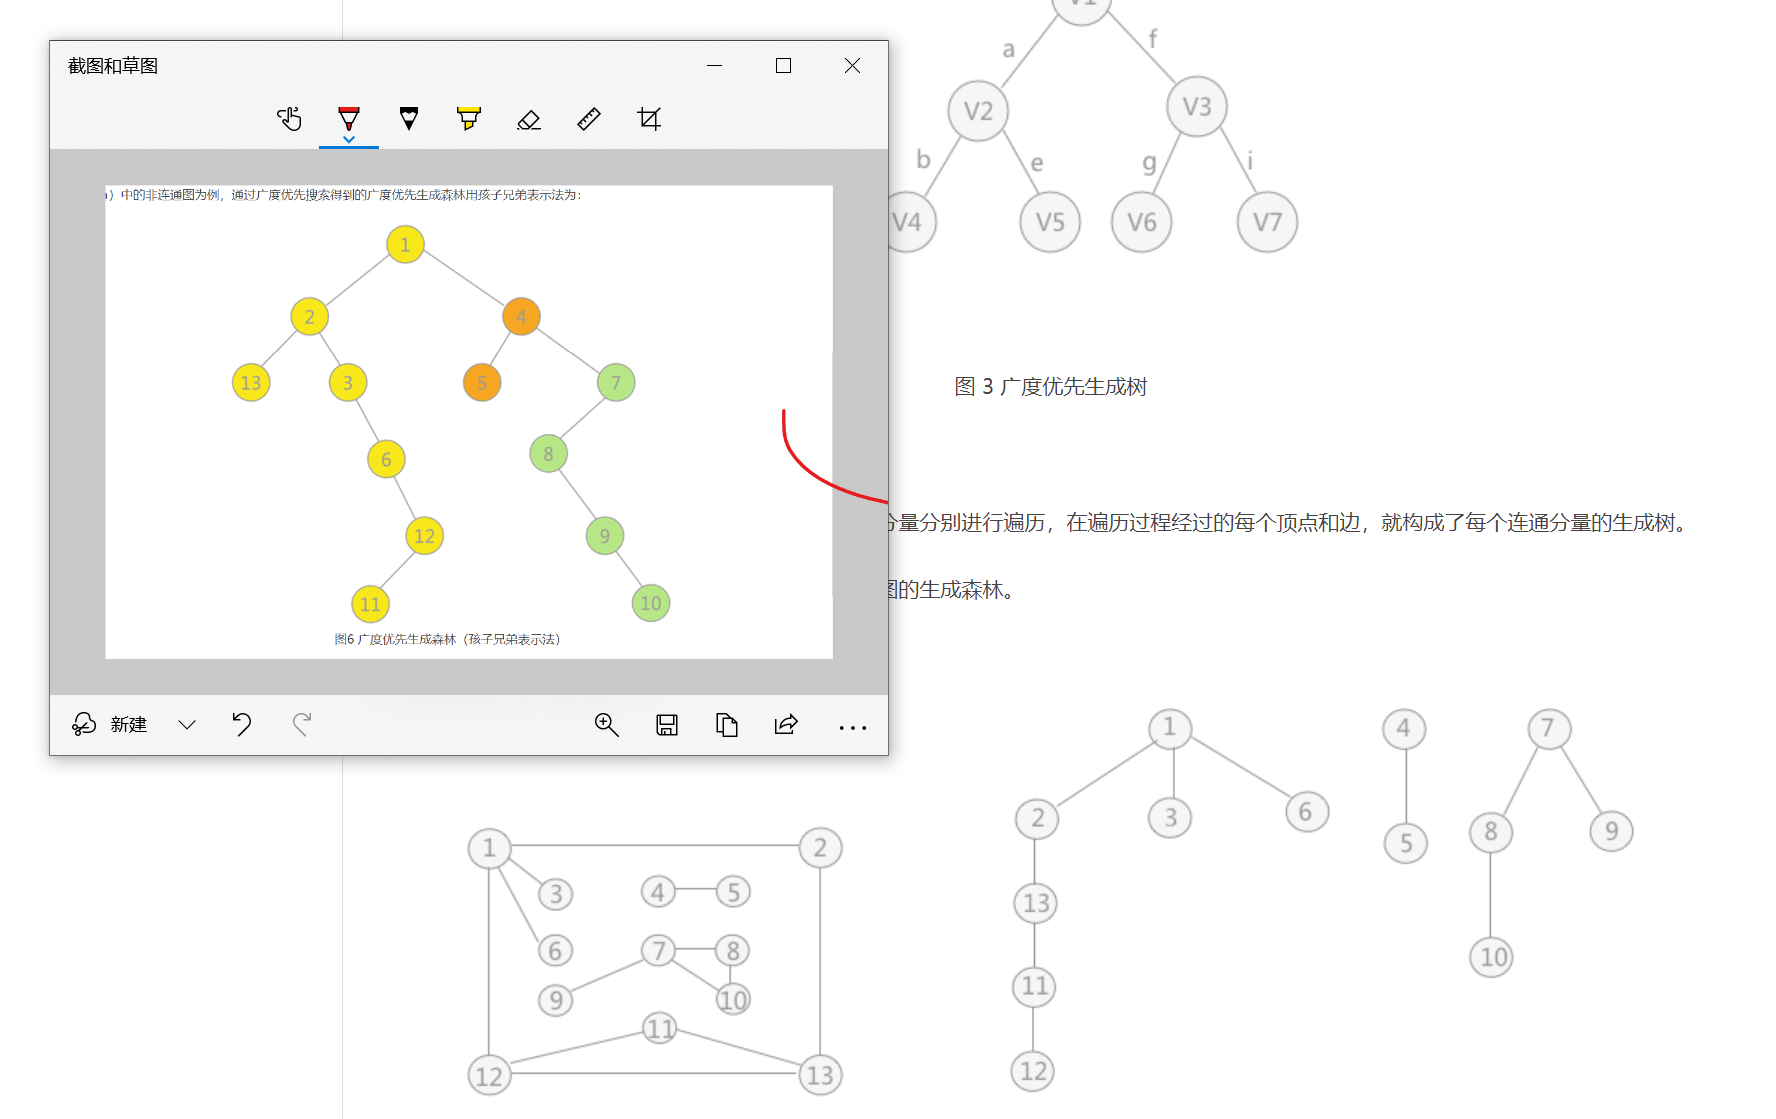 截图和草图
a）中的非连通图为例，通过广度优先搜索得到的广度优先生成森林用孩子兄弟表示法为：
1
2
4
13
3
5
7
6
8
12
9
11
10
图6 广度优先生成森林（孩子兄弟表示法）
新建
V1
a
f
V2
V3
b
e
g
i
V4
V5
V6
V7
图 3 广度优先生成树
分量分别进行遍历，在遍历过程经过的每个顶点和边，就构成了每个连通分量的生成树。
图的生成森林。
1
2
3
4
5
6
7
8
9
10
11
12
13
1
2
3
6
13
11
12
4
5
7
8
9
10